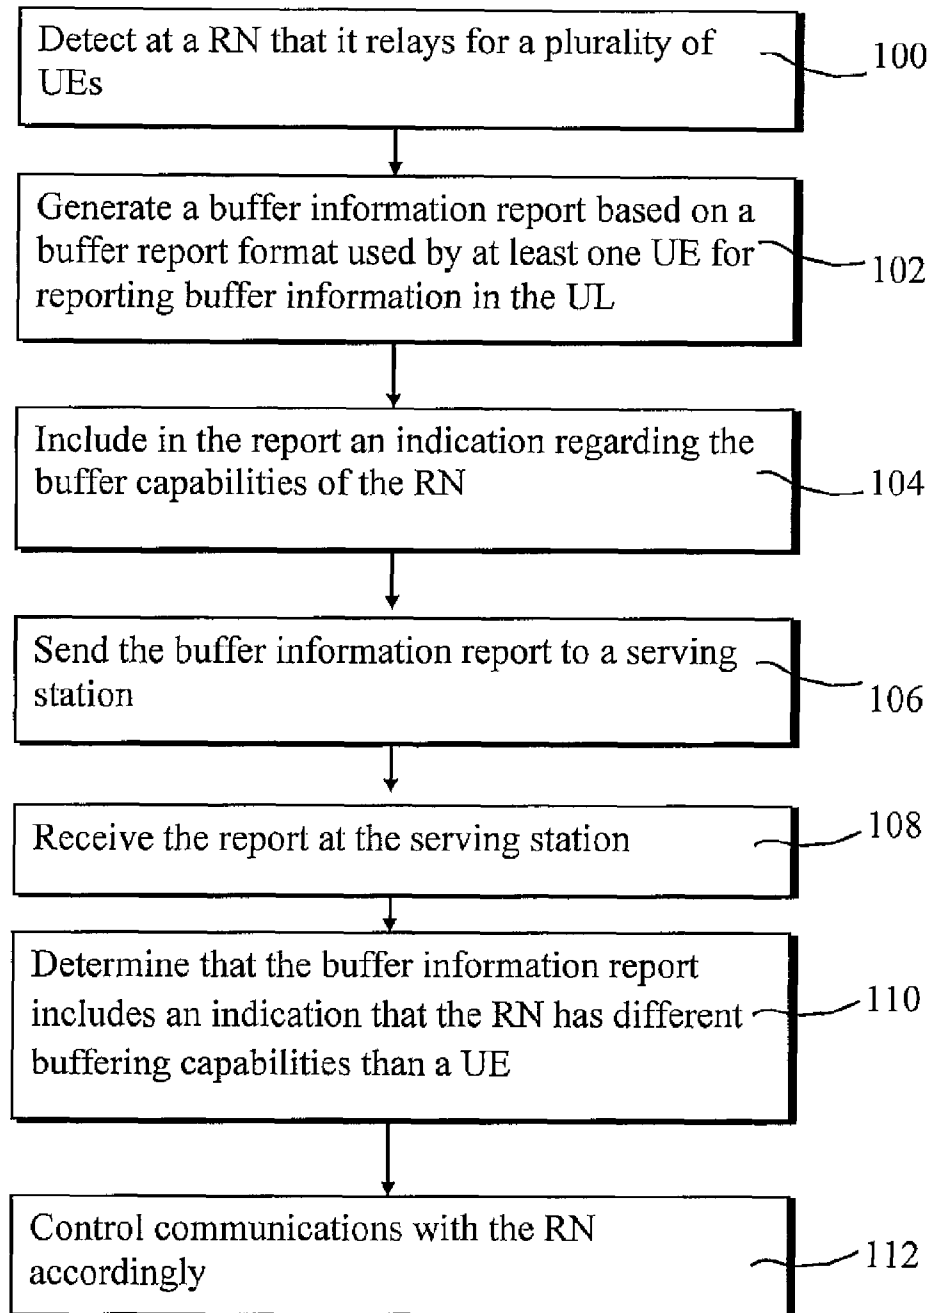 Detect at a RN that it relays for a plurality of
UEs
100
Generate a buffer information report based on a
buffer report format used by at least one UE for
reporting buffer information in the UL
102
Include in the report an indication regarding the
buffer capabilities of the RN
104
Send the buffer information report to a serving
station
106
Receive the report at the serving station
108
Determine that the buffer information report
includes an indication that the RN has different
buffering capabilities than a UE
110
Control communications with the RN
accordingly
112